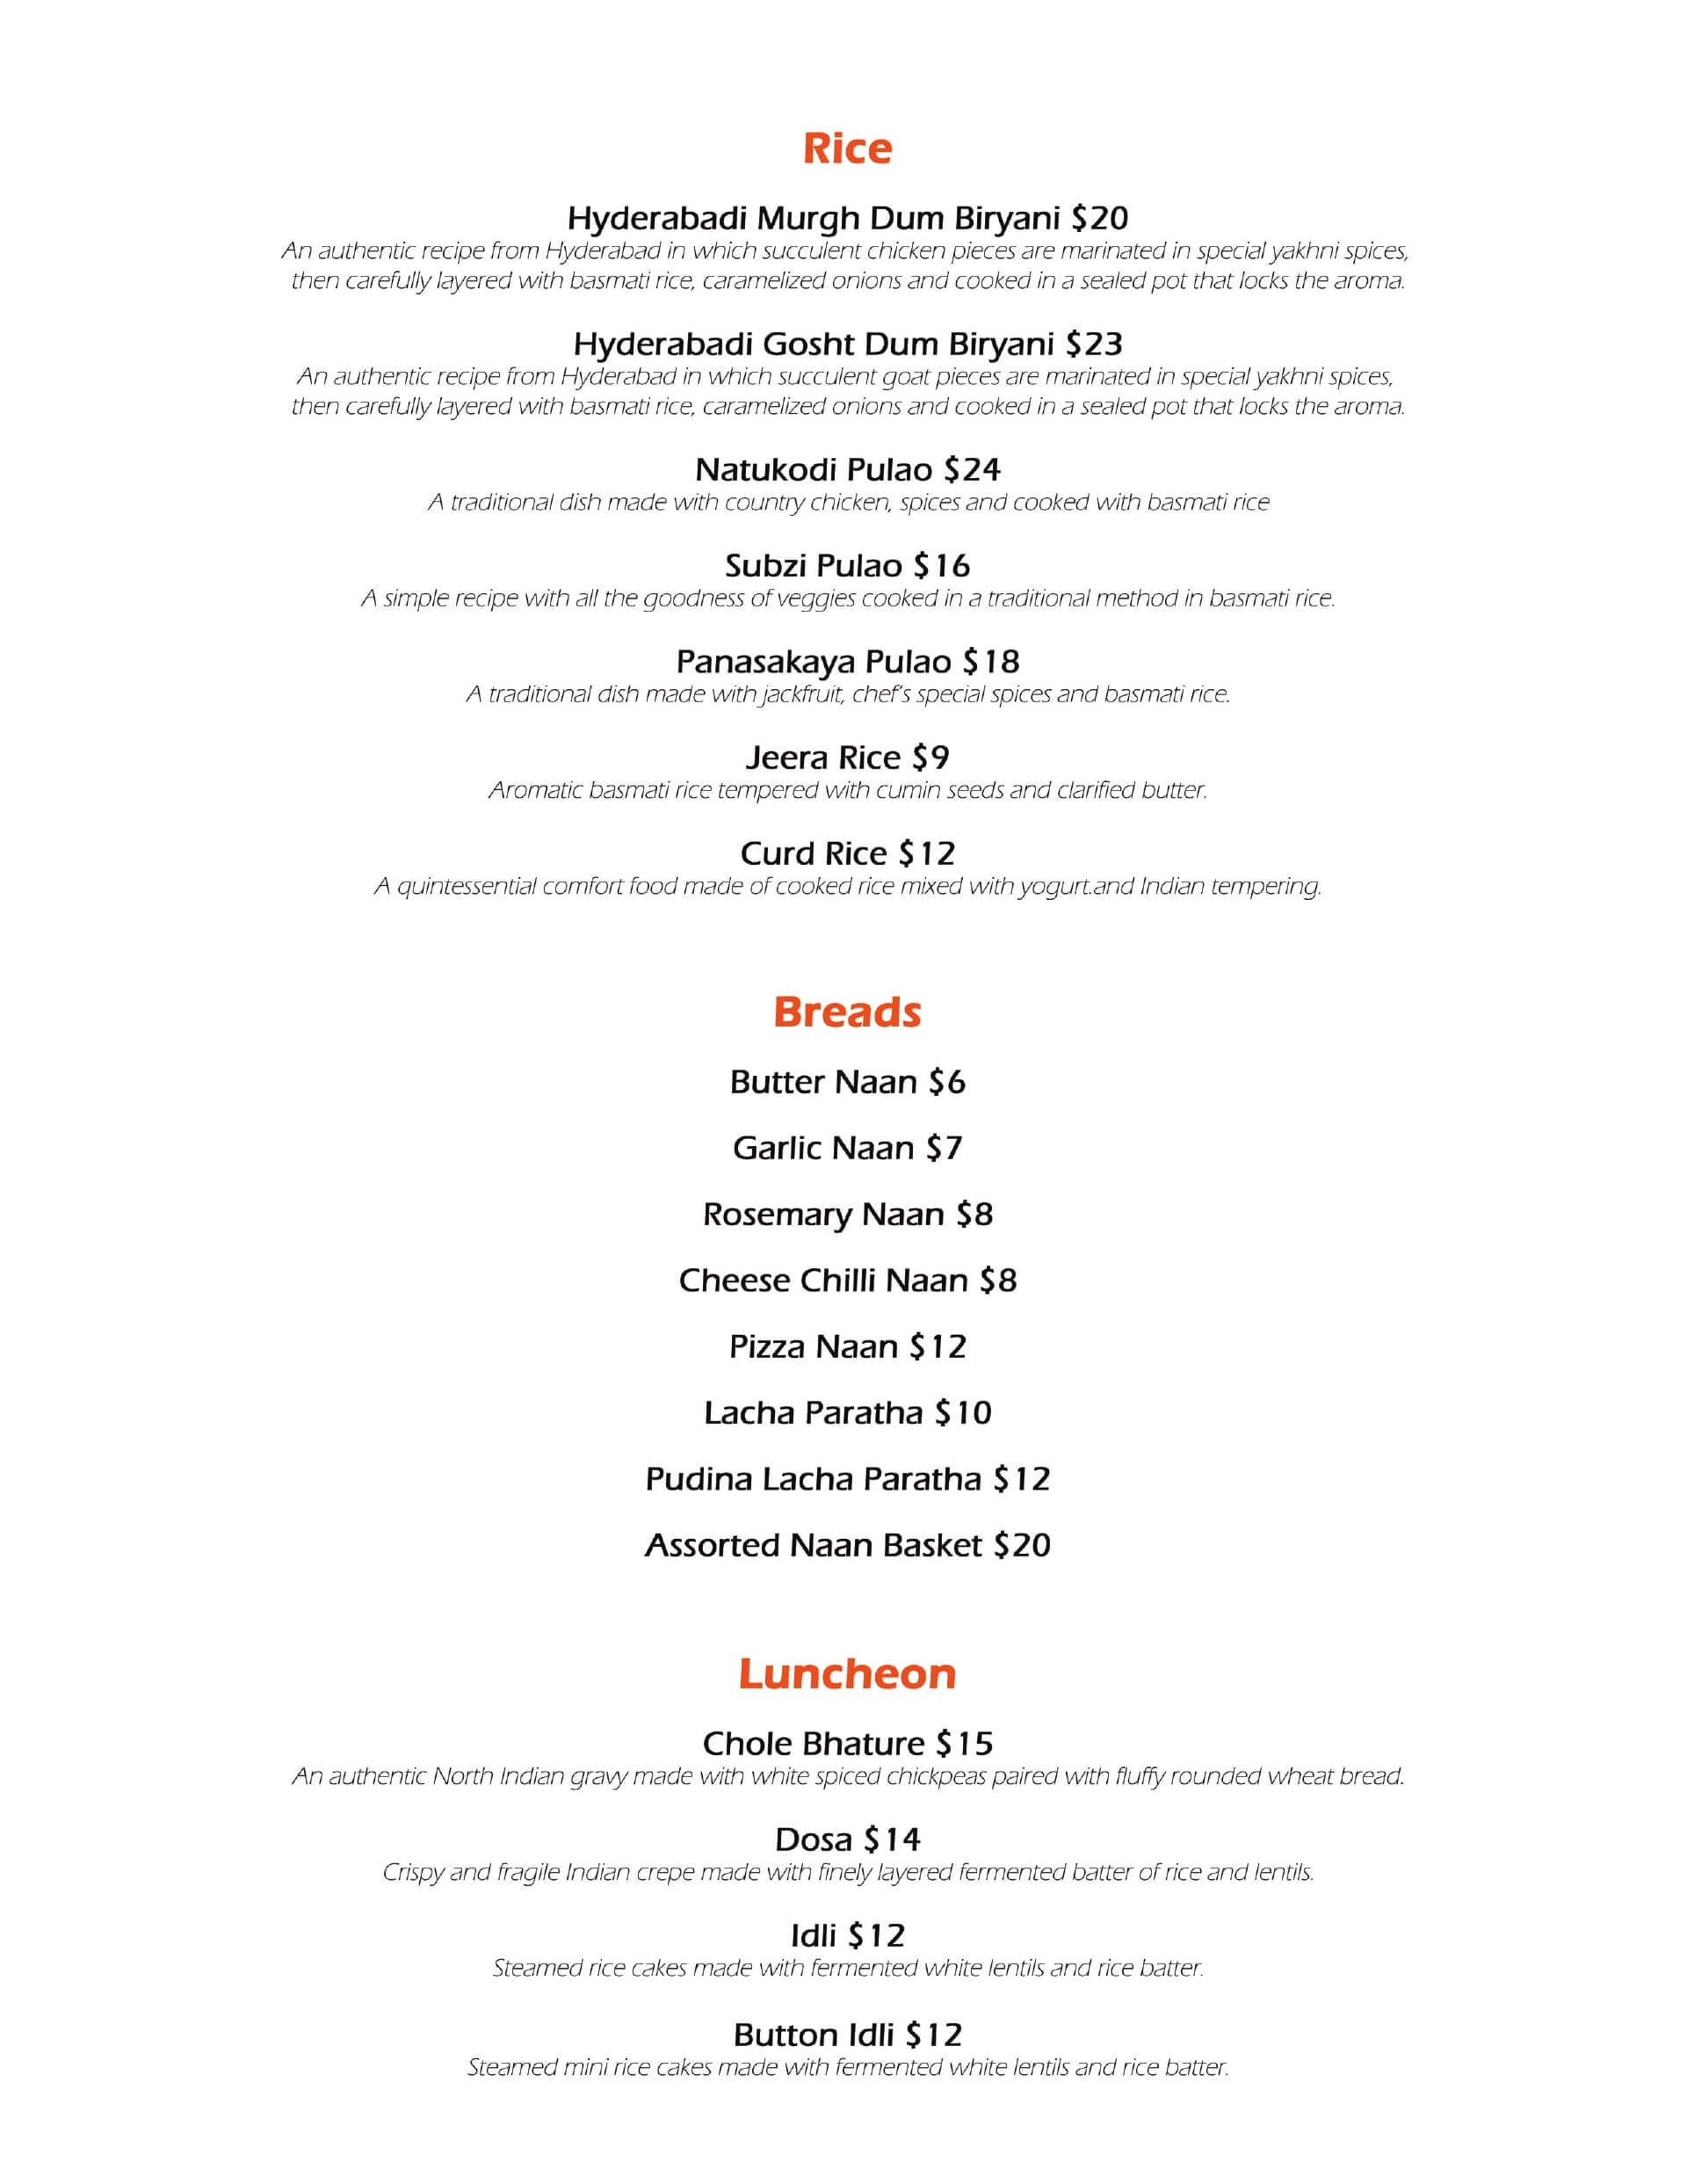 Rice
Hyderabadi Murgh Dum Biryani $20
An authentic recipe from Hyderabad in which succulent chicken pieces are marinated in special yakhni spices,
then carefully layered with basmati rice, caramelized onions and cooked in a sealed pot that locks the aroma.
Hyderabadi Gosht Dum Biryani $23
An authentic recipe from Hyderabad in which succulent goat pieces are marinated in special yakhni spices,
then carefully layered with basmati rice, caramelized onions and cooked in a sealed pot that locks the aroma.
Natukodi Pulao $24
A traditional dish made with country chicken, spices and cooked with basmati rice
Subzi Pulao $16
A simple recipe with all the goodness of veggies cooked in a traditional method in basmati rice.
Panasakaya Pulao $18
A traditional dish made with jackfruit, chef's special spices and basmati rice.
Jeera Rice $9
Aromatic basmati rice tempered with cumin seeds and clarified butter.
Curd Rice $12
A quintessential comfort food made of cooked rice mixed with yogurt.and Indian tempering.
Breads
Butter Naan $6
Garlic Naan $7
Rosemary Naan $8
Cheese Chilli Naan $8
Pizza Naan $12
Lacha Paratha $10
Pudina Lacha Paratha $12
Assorted Naan Basket $20
Luncheon
Chole Bhature $15
An authentic North Indian gravy made with white spiced chickpeas paired with fluffy rounded wheat bread.
Dosa $14
Crispy and fragile Indian crepe made with finely layered fermented batter of rice and lentils.
Idli $12
Steamed rice cakes made with fermented white lentils and rice batter.
Button Idli $12
Steamed mini rice cakes made with fermented white lentils and rice batter.